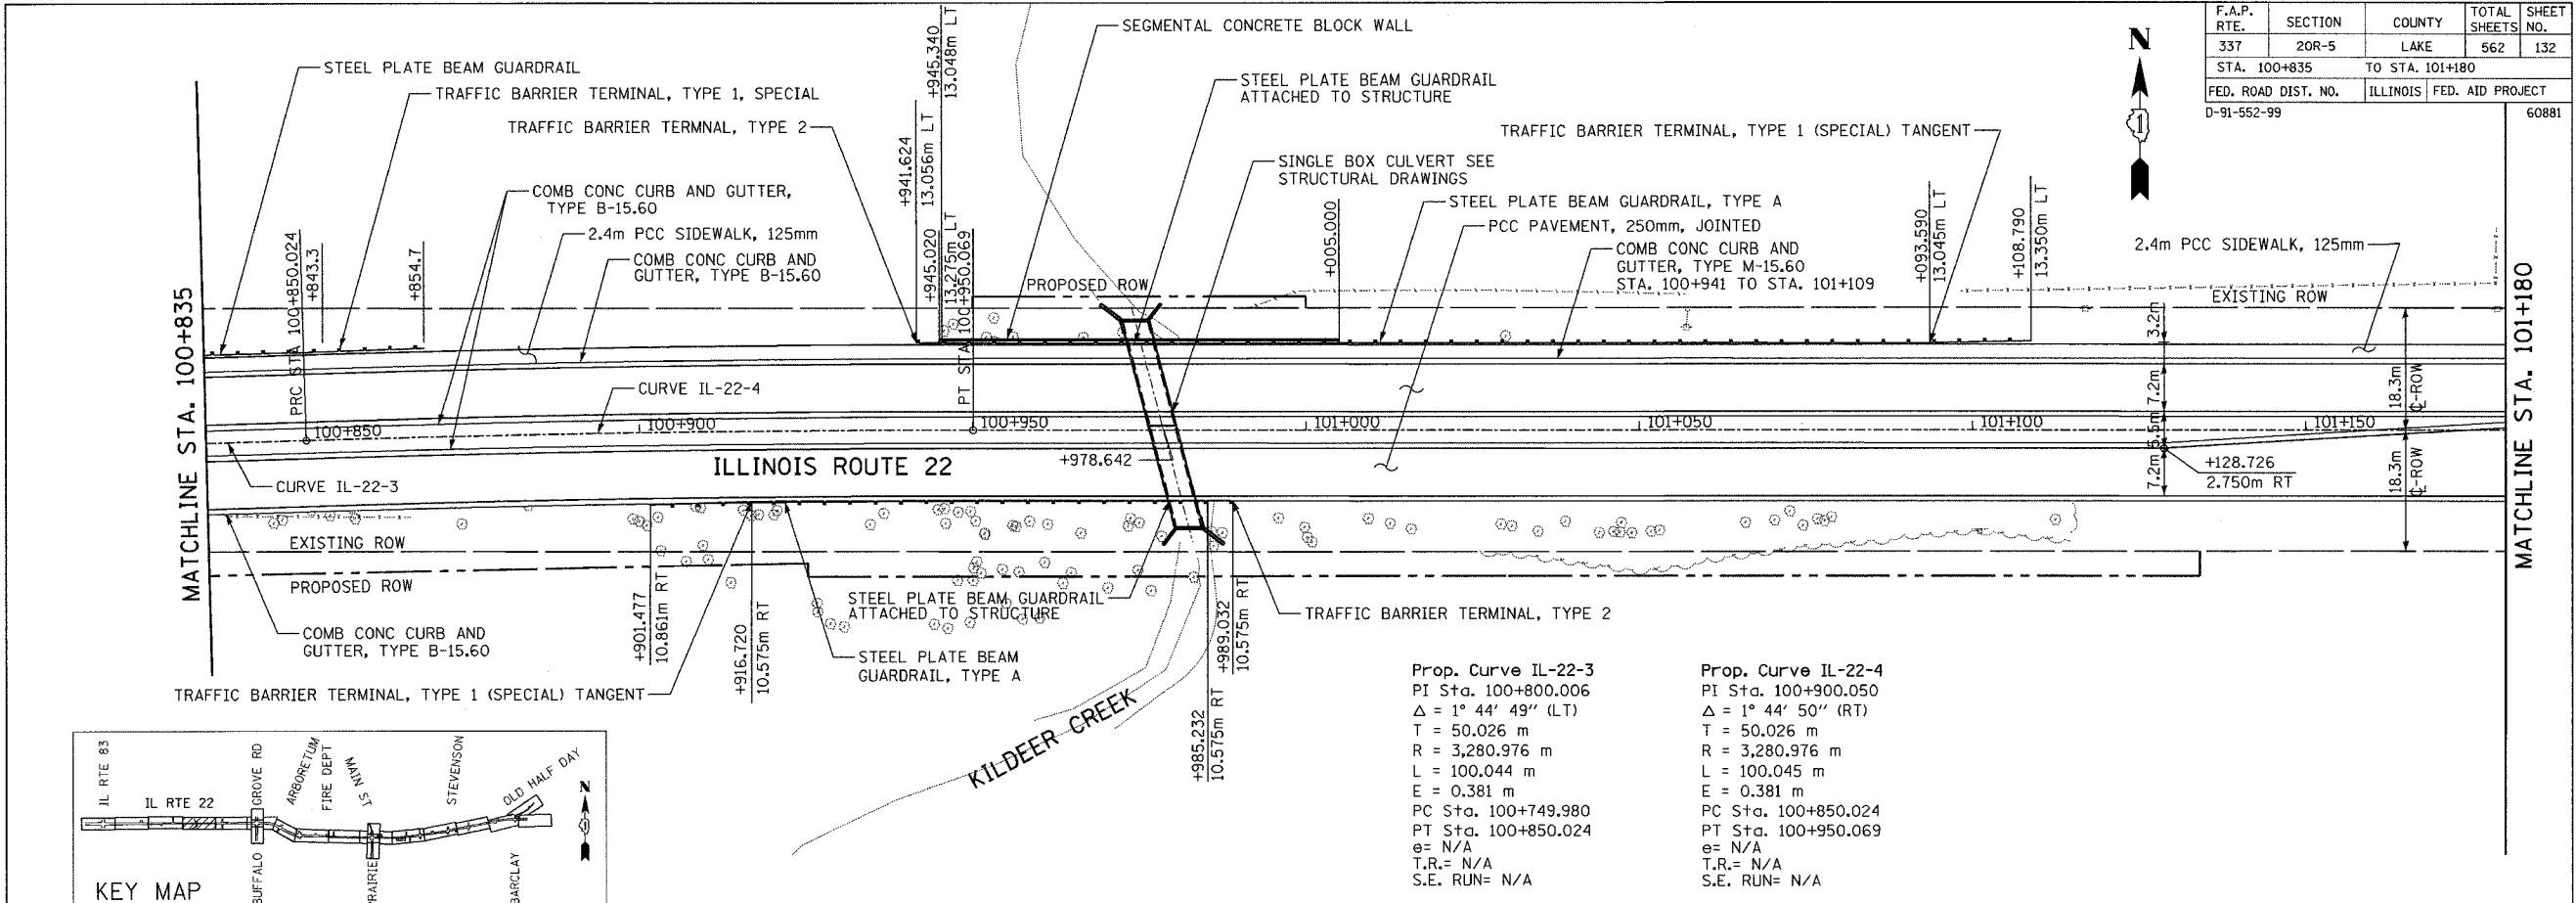 F.A.P. RTE. SECTION COUNTY TOTAL SHEETS SHEET NO.
337 20R-5 LAKE 562 132
STA. 100+835 TO STA. 101+180
FED. ROAD DIST. NO. ILLINOIS FED. AID PROJECT
D-91-552-99 60881
N
SEGMENTAL CONCRETE BLOCK WALL
STEEL PLATE BEAM GUARDRAIL
TRAFFIC BARRIER TERMINAL, TYPE 1, SPECIAL
TRAFFIC BARRIER TERMNAL, TYPE 2
STEEL PLATE BEAM GUARDRAIL
ATTACHED TO STRUCTURE
TRAFFIC BARRIER TERMINAL, TYPE 1 (SPECIAL) TANGENT
SINGLE BOX CULVERT SEE
STRUCTURAL DRAWINGS
COMB CONC CURB AND GUTTER,
TYPE B-15.60
2.4m PCC SIDEWALK, 125mm
COMB CONC CURB AND
GUTTER, TYPE B-15.60
STEEL PLATE BEAM GUARDRAIL, TYPE A
PCC PAVEMENT, 250mm, JOINTED
COMB CONC CURB AND
GUTTER, TYPE M-15.60
STA. 100+941 TO STA. 101+109
2.4m PCC SIDEWALK, 125mm
MATCHLINE STA. 100+835
PRC STA 100+850.024
+843.3
+854.7
+941.624
13.056m LT
+945.340
13.048m LT
+945.020
13.275m LT
PT STA 100+950.069
+005.000
+093.590
13.045m LT
+108.790
13.350m LT
PROPOSED ROW
EXISTING ROW
3.2m
7.2m
5.5m
7.2m
18.3m
℄-ROW
18.3m
℄-ROW
MATCHLINE STA. 101+180
CURVE IL-22-4
100+850
100+900
100+950
101+000
101+050
101+100
101+150
ILLINOIS ROUTE 22
+978.642
+128.726
2.750m RT
CURVE IL-22-3
EXISTING ROW
PROPOSED ROW
COMB CONC CURB AND
GUTTER, TYPE B-15.60
+901.477
10.861m RT
+916.720
10.575m RT
STEEL PLATE BEAM GUARDRAIL
ATTACHED TO STRUCTURE
STEEL PLATE BEAM
GUARDRAIL, TYPE A
TRAFFIC BARRIER TERMINAL, TYPE 1 (SPECIAL) TANGENT
+985.232
10.575m RT
+989.032
10.575m RT
TRAFFIC BARRIER TERMINAL, TYPE 2
KILDEER CREEK
Prop. Curve IL-22-3
PI Sta. 100+800.006
Δ = 1° 44' 49" (LT)
T = 50.026 m
R = 3,280.976 m
L = 100.044 m
E = 0.381 m
PC Sta. 100+749.980
PT Sta. 100+850.024
e= N/A
T.R.= N/A
S.E. RUN= N/A
Prop. Curve IL-22-4
PI Sta. 100+900.050
Δ = 1° 44' 50" (RT)
T = 50.026 m
R = 3,280.976 m
L = 100.045 m
E = 0.381 m
PC Sta. 100+850.024
PT Sta. 100+950.069
e= N/A
T.R.= N/A
S.E. RUN= N/A
IL RTE 83
IL RTE 22
GROVE RD
ARBORETUM
FIRE DEPT
MAIN ST
STEVENSON
OLD HALF DAY
N
BUFFALO
PRAIRIE
BARCLAY
KEY MAP